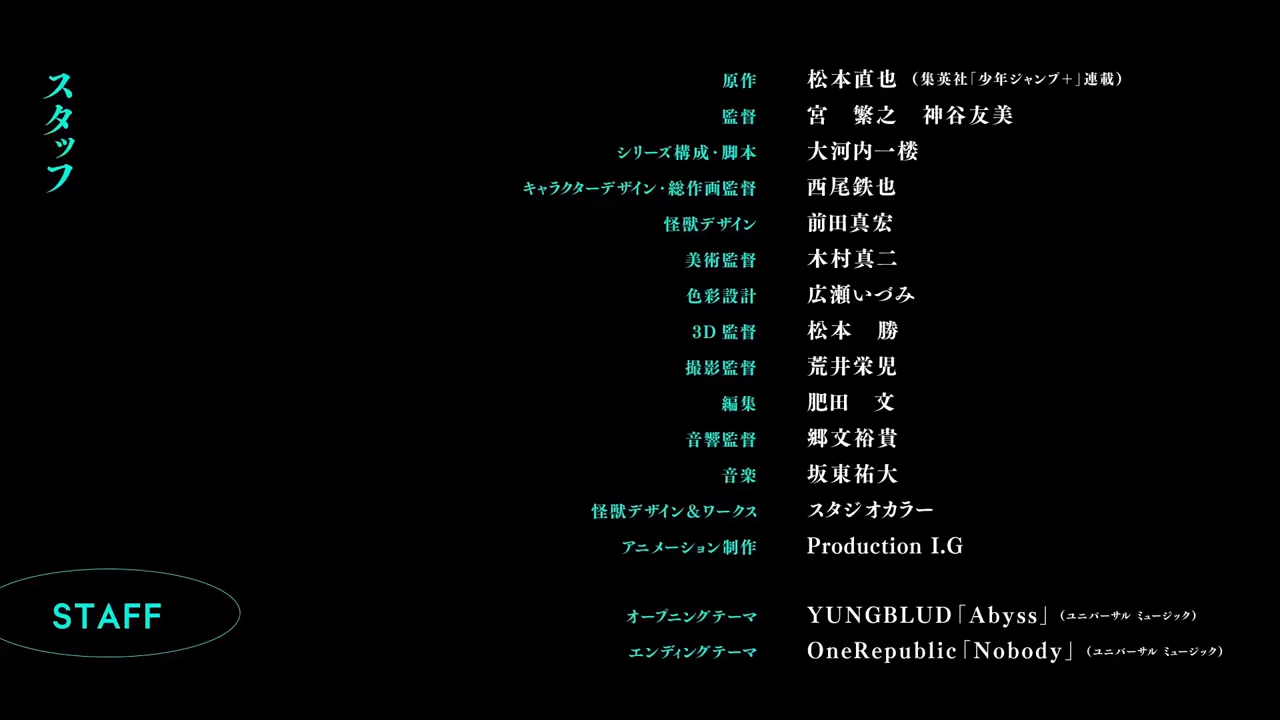 スタッフ
原作 松本直也（集英社「少年ジャンプ＋」連載）
監督 宮　繁之　神谷友美
シリーズ構成・脚本 大河内一楼
キャラクターデザイン・総作画監督 西尾鉄也
怪獣デザイン 前田真宏
美術監督 木村真二
色彩設計 広瀬いづみ
3D監督 松本　勝
撮影監督 荒井栄児
編集 肥田　文
音響監督 郷文裕貴
音楽 坂東祐大
怪獣デザイン＆ワークス スタジオカラー
アニメーション制作 Production I.G
オープニングテーマ YUNGBLUD「Abyss」（ユニバーサル ミュージック）
エンディングテーマ OneRepublic「Nobody」（ユニバーサル ミュージック）
STAFF